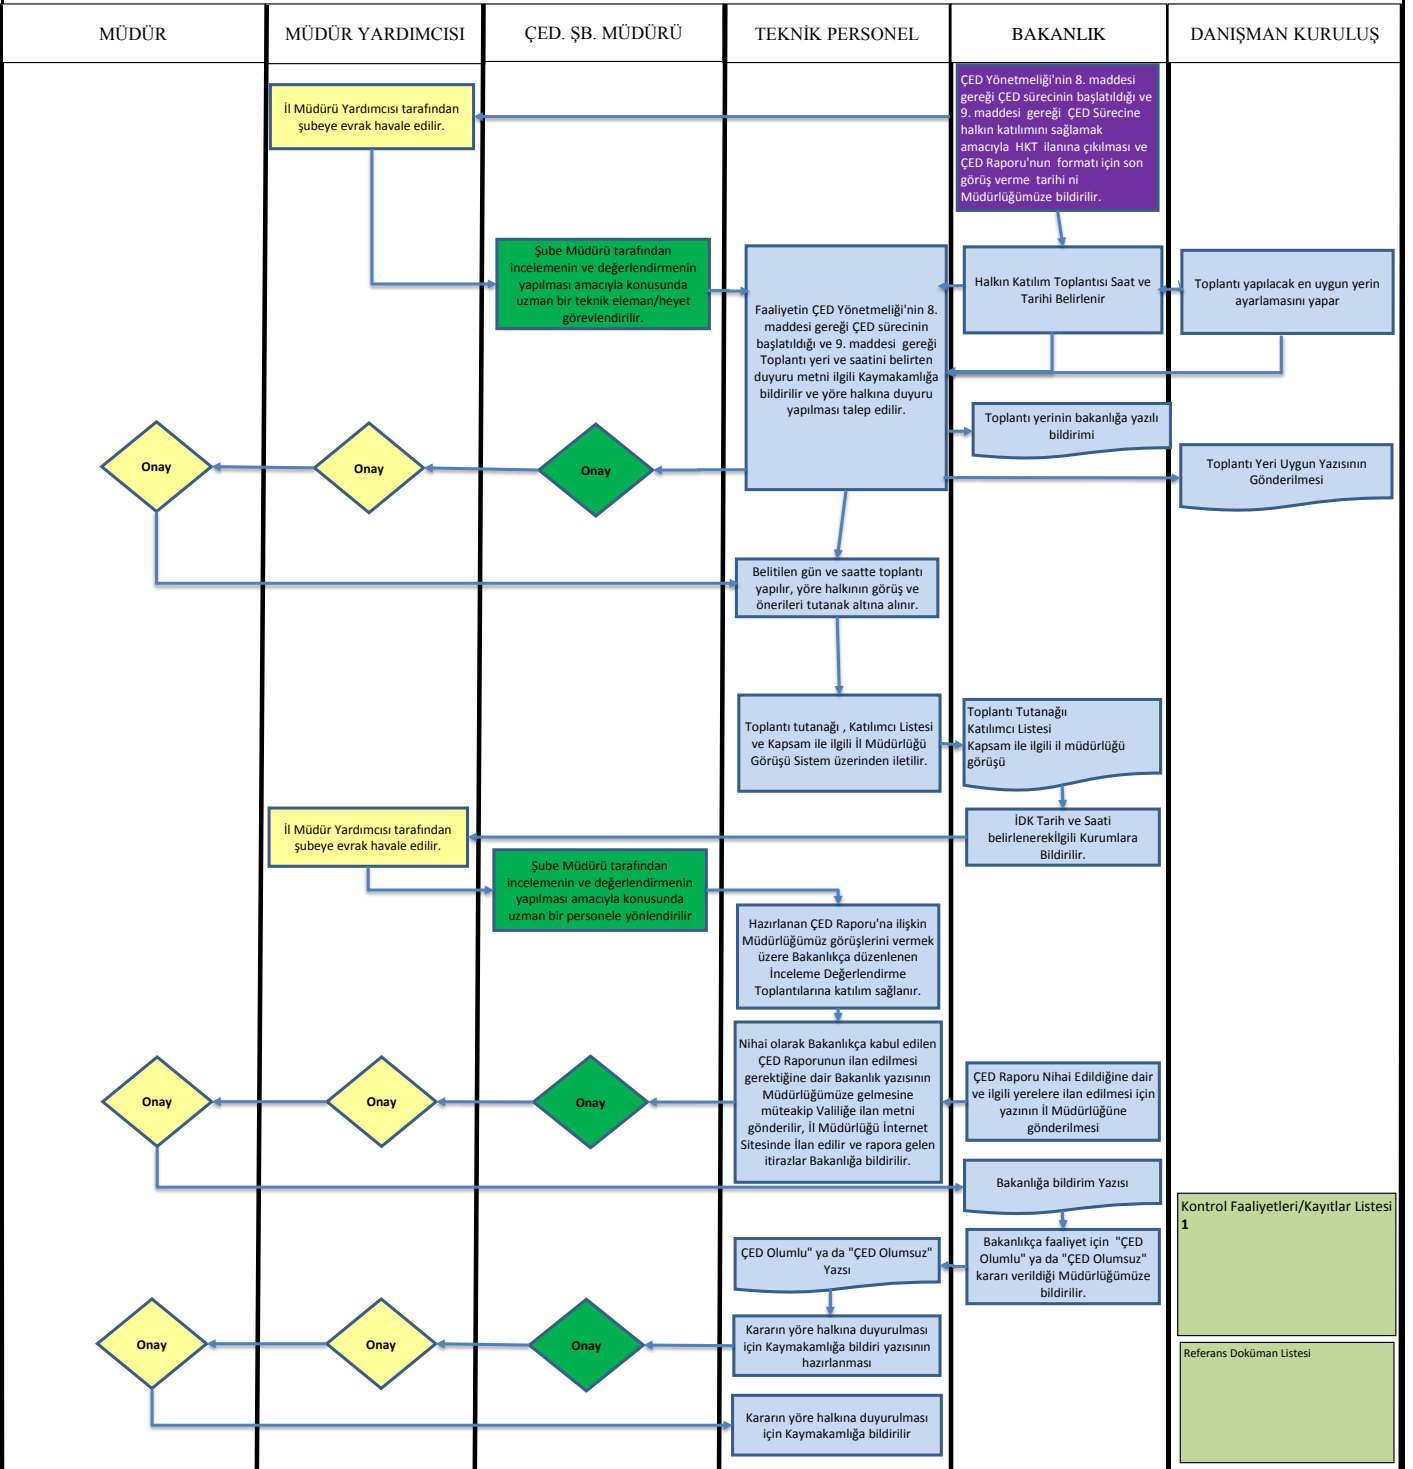 MÜDÜR
MÜDÜR YARDIMCISI
ÇED. ŞB. MÜDÜRÜ
TEKNİK PERSONEL
BAKANLIK
DANIŞMAN KURULUŞ
ÇED Yönetmeliği'nin 8. maddesi
gereği ÇED sürecinin başlatıldığı ve
9. maddesi gereği ÇED Sürecine
halkın katılımını sağlamak
amacıyla HKT ilanına çıkılması ve
ÇED Raporu'nun formatı için son
görüş verme tarihi ni
Müdürlüğümüze bildirilir.
İl Müdürü Yardımcısı tarafından
şubeye evrak havale edilir.
Şube Müdürü tarafından
incelemenin ve değerlendirmenin
yapılması amacıyla konusunda
uzman bir teknik eleman/heyet
görevlendirilir.
Faaliyetin ÇED Yönetmeliği'nin 8.
maddesi gereği ÇED sürecinin
başlatıldığı ve 9. maddesi gereği
Toplantı yeri ve saatini belirten
duyuru metni ilgili Kaymakamlığa
bildirilir ve yöre halkına duyuru
yapılması talep edilir.
Halkın Katılım Toplantısı Saat ve
Tarihi Belirlenir
Toplantı yapılacak en uygun yerin
ayarlamasını yapar
Toplantı yerinin bakanlığa yazılı
bildirimi
Toplantı Yeri Uygun Yazısının
Gönderilmesi
Onay
Onay
Onay
Belitilen gün ve saatte toplantı
yapılır, yöre halkının görüş ve
önerileri tutanak altına alınır.
Toplantı tutanağı , Katılımcı Listesi
ve Kapsam ile ilgili İl Müdürlüğü
Görüşü Sistem üzerinden iletilir.
Toplantı Tutanağıı
Katılımcı Listesi
Kapsam ile ilgili il müdürlüğü
görüşü
İDK Tarih ve Saati
belirlenerekİlgili Kurumlara
Bildirilir.
İl Müdür Yardımcısı tarafından
şubeye evrak havale edilir.
Şube Müdürü tarafından
incelemenin ve değerlendirmenin
yapılması amacıyla konusunda
uzman bir personele yönlendirilir
Hazırlanan ÇED Raporu'na ilişkin
Müdürlüğümüz görüşlerini vermek
üzere Bakanlıkça düzenlenen
İnceleme Değerlendirme
Toplantılarına katılım sağlanır.
Nihai olarak Bakanlıkça kabul edilen
ÇED Raporunun ilan edilmesi
gerektiğine dair Bakanlık yazısının
Müdürlüğümüze gelmesine
müteakip Valiliğe ilan metni
gönderilir, İl Müdürlüğü İnternet
Sitesinde İlan edilir ve rapora gelen
itirazlar Bakanlığa bildirilir.
ÇED Raporu Nihai Edildiğine dair
ve ilgili yerelere ilan edilmesi için
yazının İl Müdürlüğüne
gönderilmesi
Onay
Onay
Onay
Bakanlığa bildirim Yazısı
Bakanlıkça faaliyet için "ÇED
Olumlu" ya da "ÇED Olumsuz"
kararı verildiği Müdürlüğümüze
bildirilir.
ÇED Olumlu" ya da "ÇED Olumsuz"
Yazsı
Kararın yöre halkına duyurulması
için Kaymakamlığa bildiri yazısının
hazırlanması
Onay
Onay
Onay
Kararın yöre halkına duyurulması
için Kaymakamlığa bildirilir
Kontrol Faaliyetleri/Kayıtlar Listesi
1
Referans Doküman Listesi